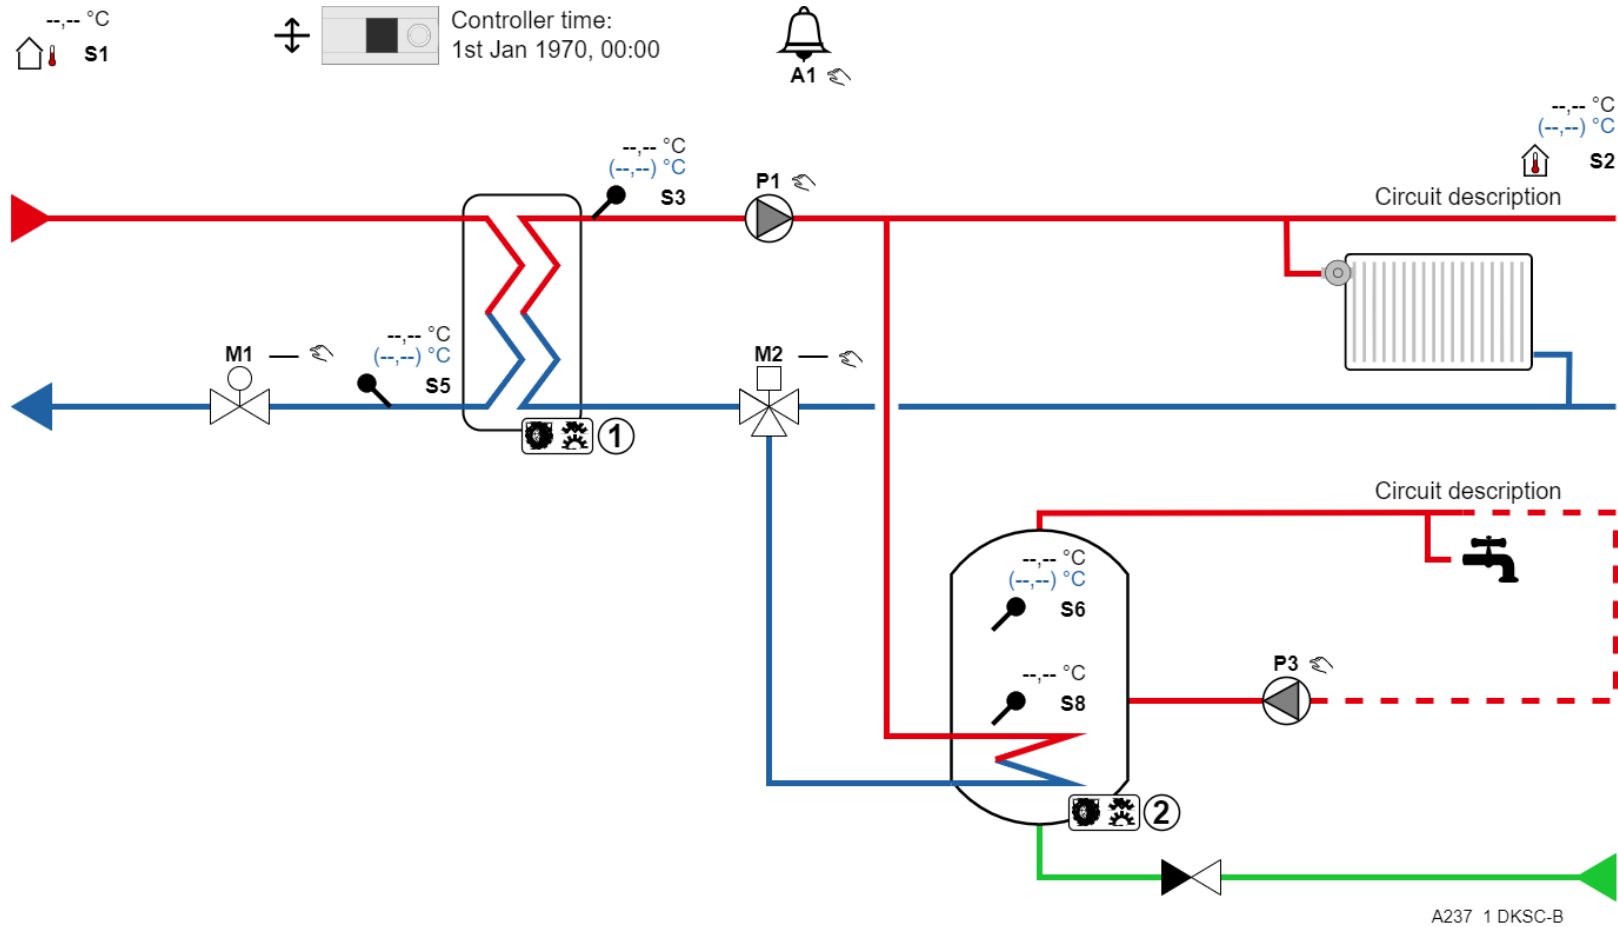 --,-- °C
S1
Controller time:
1st Jan 1970, 00:00
A1
--,-- °C
(--,--) °C
S2
--,-- °C
(--,--) °C
S3
P1
Circuit description
--,-- °C
(--,--) °C
S5
M1
M2
1
Circuit description
--,-- °C
(--,--) °C
S6
--,-- °C
S8
P3
2
A237 1 DKSC-B